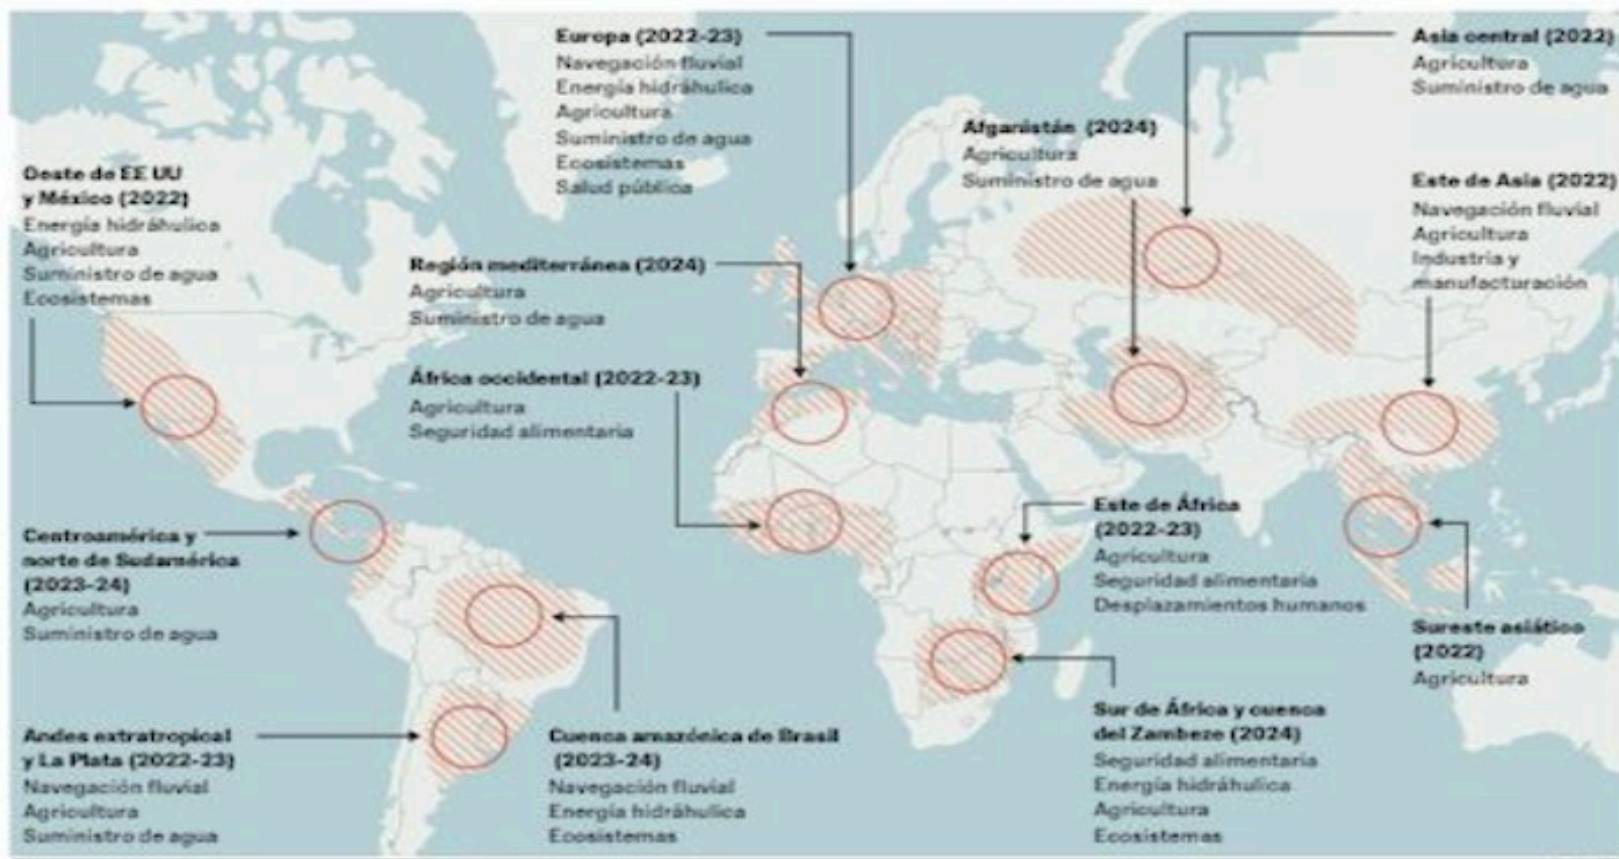 Europa (2022-23)
Navegación fluvial
Energía hidráhulica
Agricultura
Suministro de agua
Ecosistemas
Salud pública
Asia central (2022)
Agricultura
Suministro de agua
Afganistán (2024)
Agricultura
Suministro de agua
Oeste de EE UU
y México (2022)
Energía hidráhulica
Agricultura
Suministro de agua
Ecosistemas
Este de Asia (2022)
Navegación fluvial
Agricultura
Industria y
manufacturación
Región mediterránea (2024)
Agricultura
Suministro de agua
África occidental (2022-23)
Agricultura
Seguridad alimentaria
Centroamérica y
norte de Sudamérica
(2023-24)
Agricultura
Suministro de agua
Este de África
(2022-23)
Agricultura
Seguridad alimentaria
Desplazamientos humanos
Sureste asiático
(2022)
Agricultura
Andes extratropical
y La Plata (2022-23)
Navegación fluvial
Agricultura
Suministro de agua
Cuenca amazónica de Brasil
(2023-24)
Navegación fluvial
Energía hidráhulica
Ecosistemas
Sur de África y cuenca
del Zambeze (2024)
Seguridad alimentaria
Energía hidráhulica
Agricultura
Ecosistemas